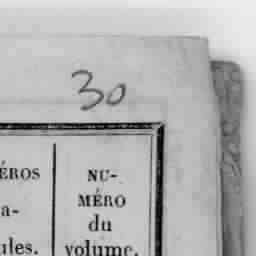 30
ÉROS
a-
ules.
NU-
MÉRO
du
volume.